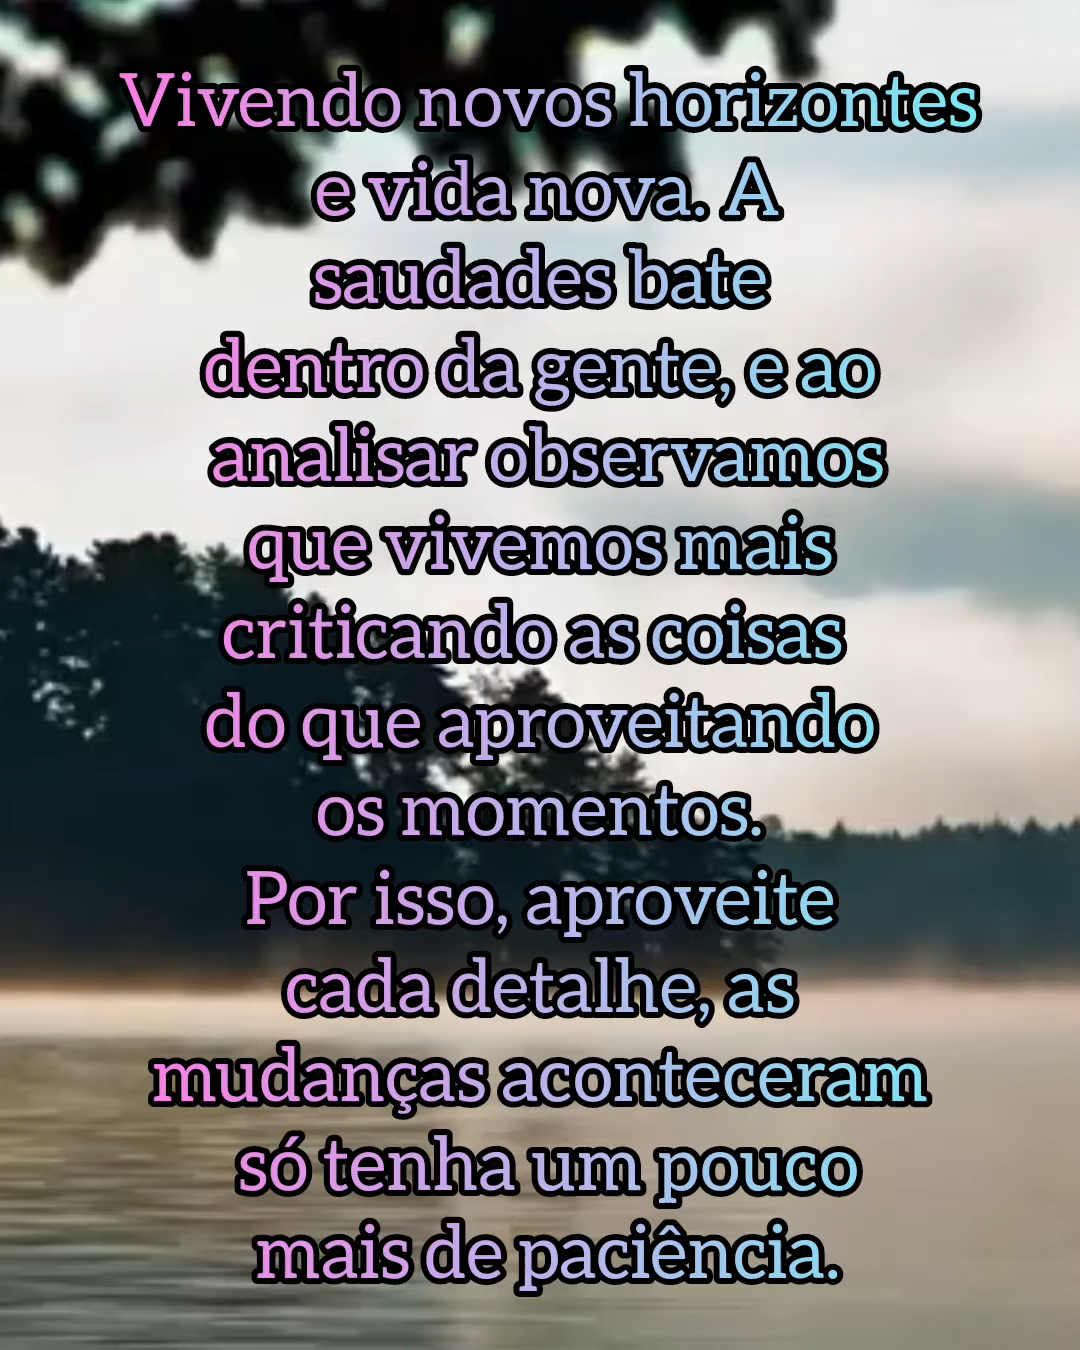 Vivendo novos horizontes
e vida nova. A
saudades bate
dentro da gente, e ao
analisar observamos
que vivemos mais
criticando as coisas
do que aproveitando
os momentos.
Por isso, aproveite
cada detalhe, as
mudanças aconteceram
só tenha um pouco
mais de paciência.